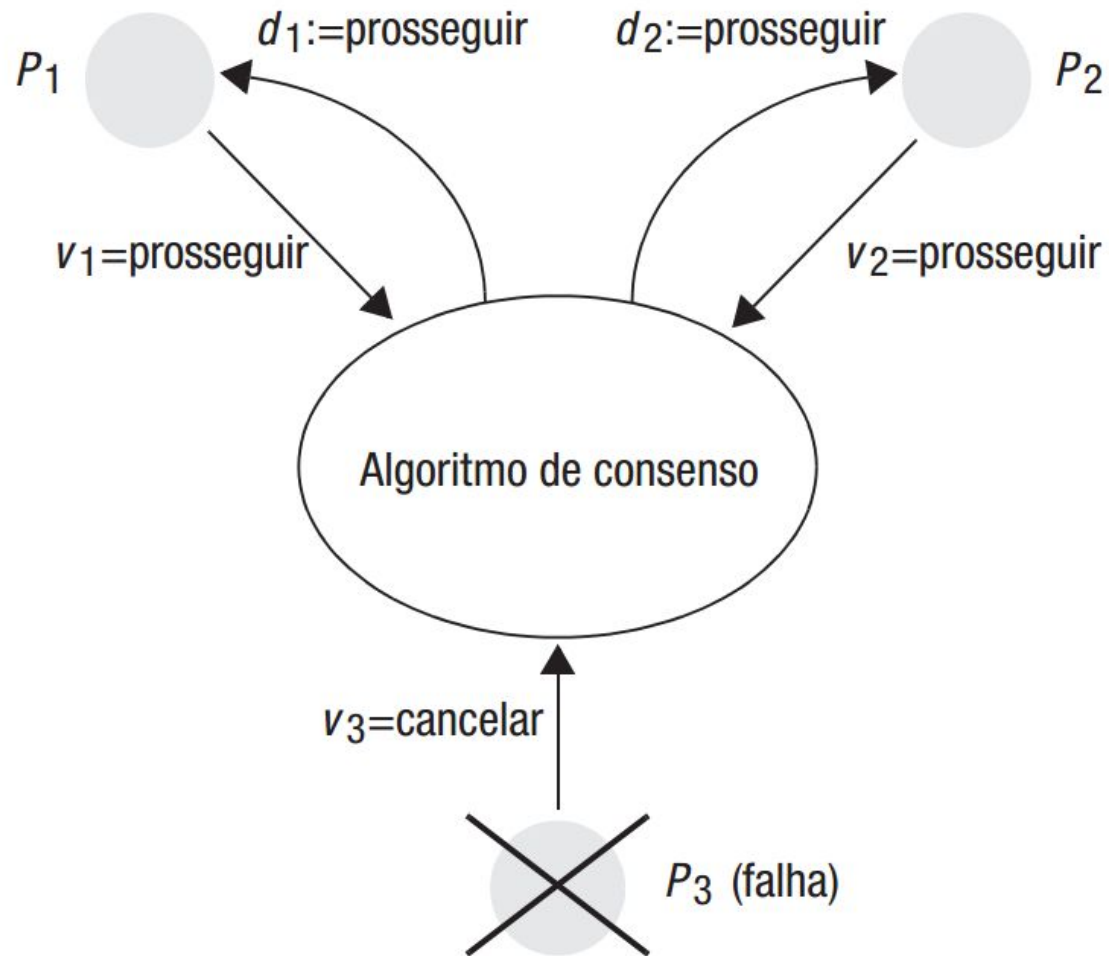 d1:=prosseguir
d2:=prosseguir
P1
P2
v1=prosseguir
v2=prosseguir
Algoritmo de consenso
v3=cancelar
P3 (falha)